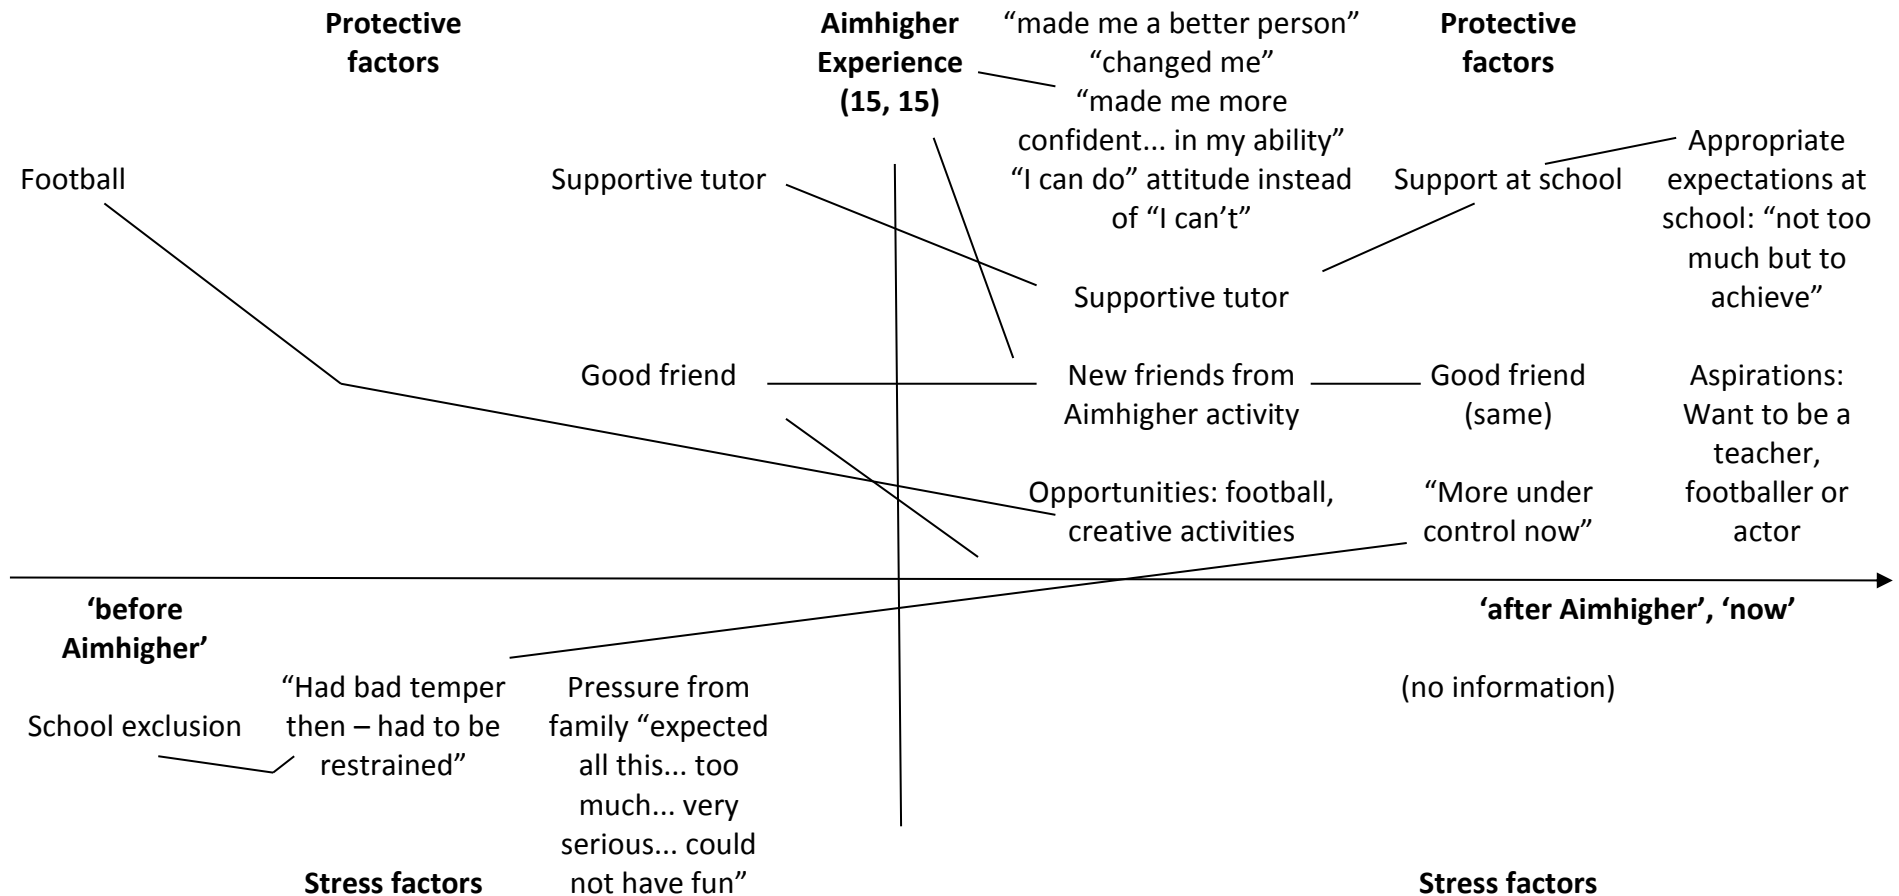 Protective
factors
Aimhigher
Experience
(15, 15)
“made me a better person”
“changed me”
“made me more
confident... in my ability”
“I can do” attitude instead
of “I can’t”
Protective
factors
Football
Supportive tutor
Support at school
Appropriate
expectations at
school: “not too
much but to
achieve”
Supportive tutor
Good friend
New friends from
Aimhigher activity
Good friend
(same)
Aspirations:
Want to be a
teacher,
footballer or
actor
Opportunities: football,
creative activities
“More under
control now”
‘before
Aimhigher’
‘after Aimhigher’, ‘now’
School exclusion
“Had bad temper
then – had to be
restrained”
Pressure from
family “expected
all this... too
much... very
serious... could
not have fun”
(no information)
Stress factors
Stress factors